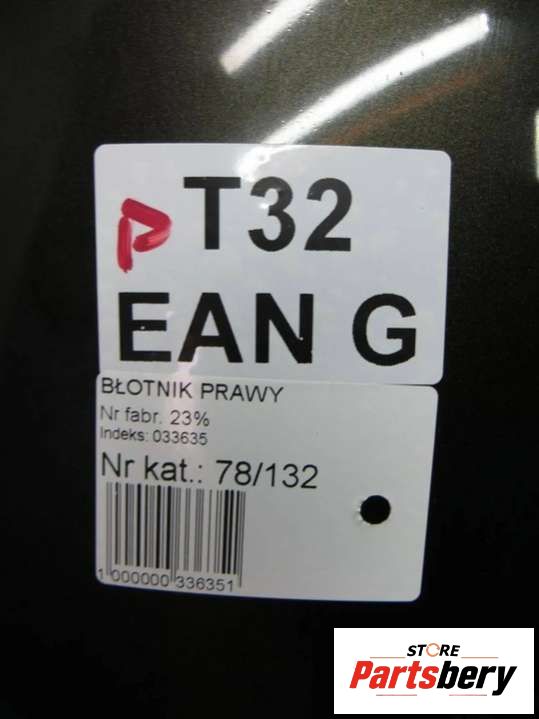 P T32
EAN G
BŁOTNIK PRAWY
Nr fabr. 23%
Indeks: 033635
Nr kat.: 78/132
1 000000 336351
STORE
Partsbery